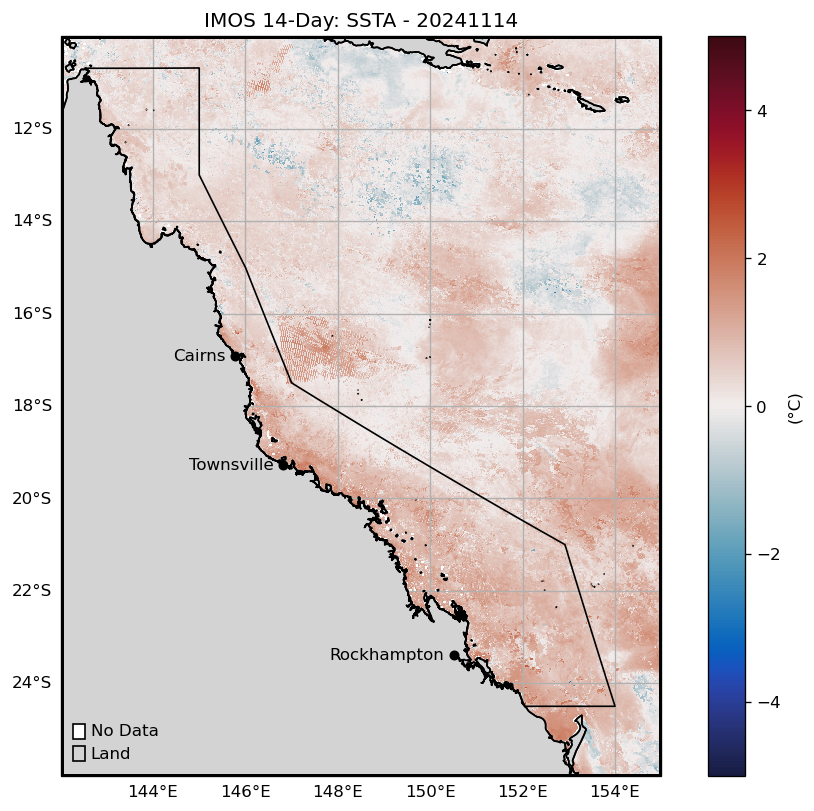 IMOS 14-Day: SSTA - 20241114
12°S
14°S
16°S
18°S
20°S
22°S
24°S
Cairns
Townsville
Rockhampton
No Data
Land
144°E 146°E 148°E 150°E 152°E 154°E
4
2
0
−2
−4
(°C)